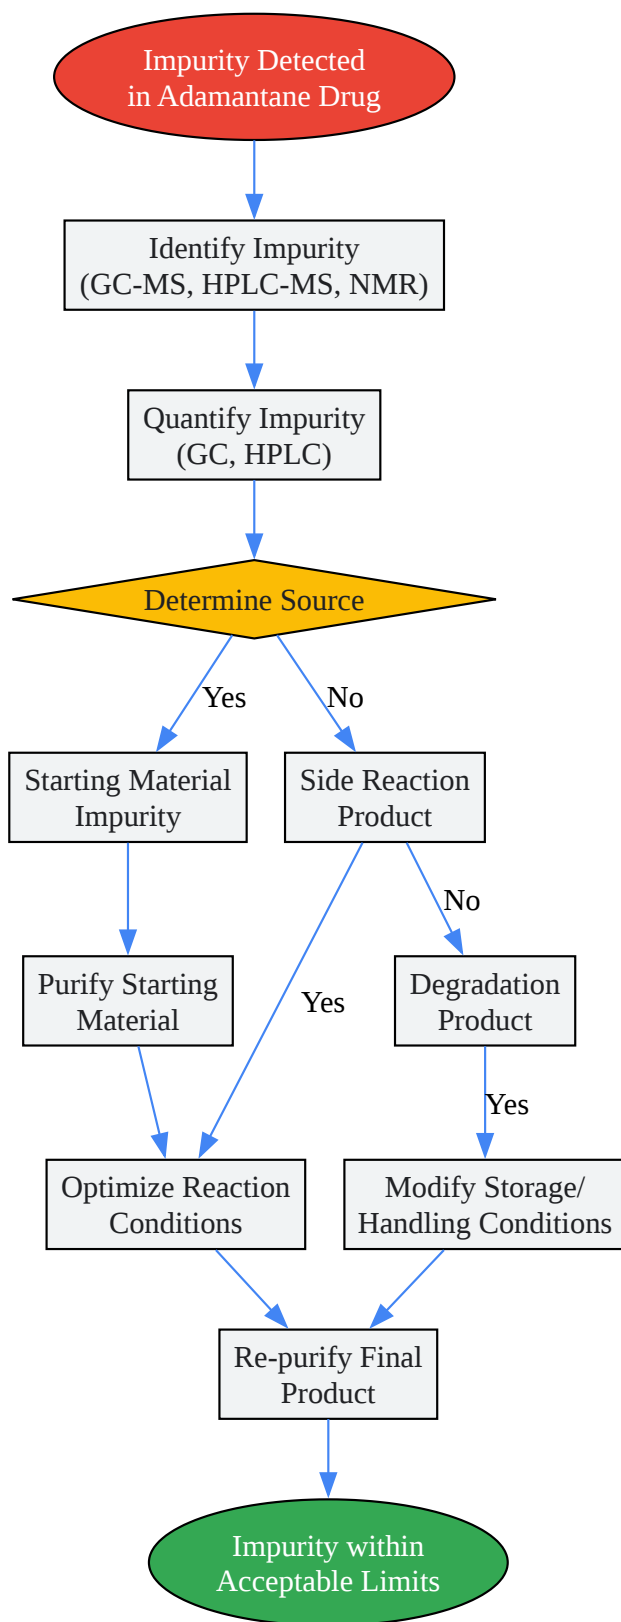 Impurity Detected
in Adamantane Drug
Identify Impurity
(GC-MS, HPLC-MS, NMR)
Quantify Impurity
(GC, HPLC)
Determine Source
Yes
No
Starting Material
Impurity
Side Reaction
Product
No
Purify Starting
Material
Yes
Degradation
Product
Yes
Optimize Reaction
Conditions
Modify Storage/
Handling Conditions
Re-purify Final
Product
Impurity within
Acceptable Limits